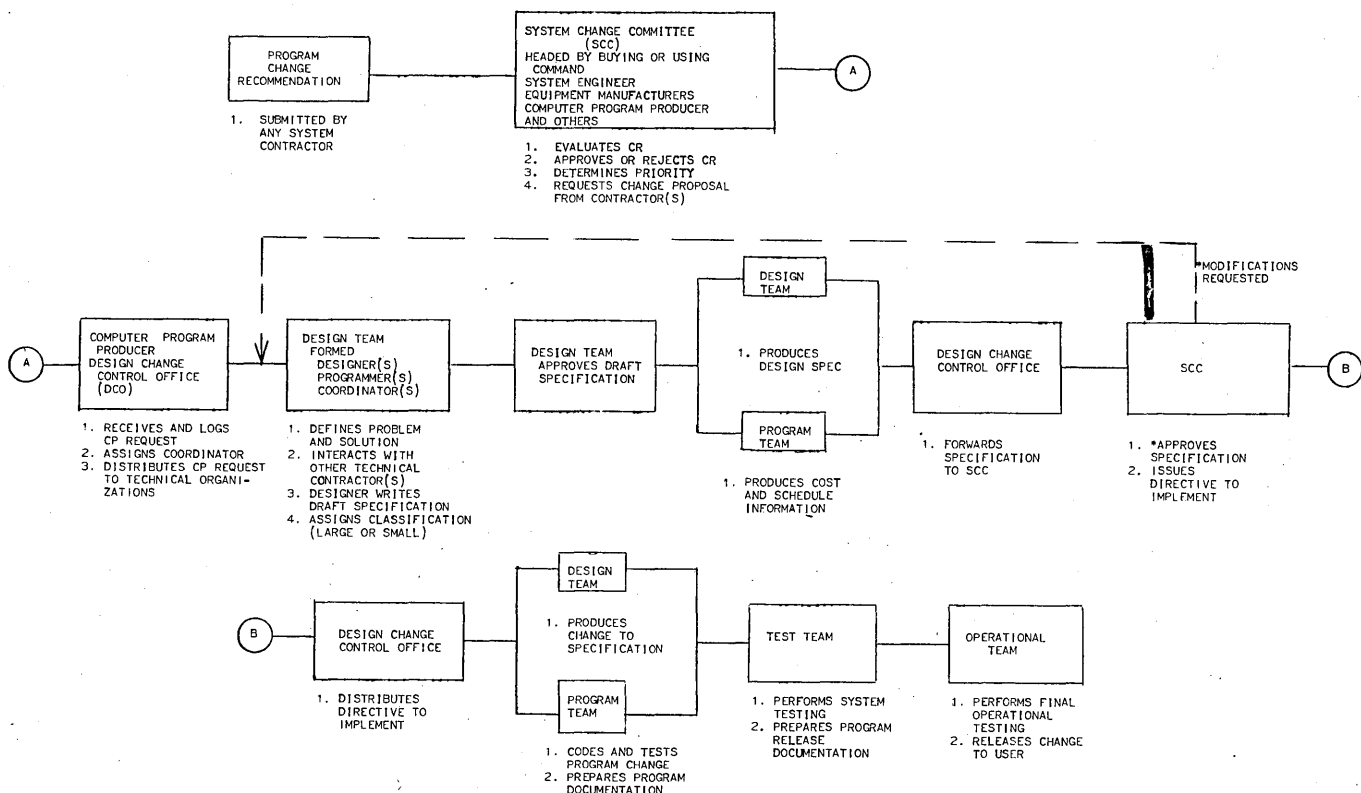 PROGRAM
CHANGE
RECOMMENDATION
1. SUBMITTED BY
ANY SYSTEM
CONTRACTOR
SYSTEM CHANGE COMMITTEE
(SCC)
HEADED BY BUYING OR USING
COMMAND
SYSTEM ENGINEER
EQUIPMENT MANUFACTURERS
COMPUTER PROGRAM PRODUCER
AND OTHERS
1. EVALUATES CR
2. APPROVES OR REJECTS CR
3. DETERMINES PRIORITY
4. REQUESTS CHANGE PROPOSAL
FROM CONTRACTOR(S)
A
A
COMPUTER PROGRAM
PRODUCER
DESIGN CHANGE
CONTROL OFFICE
(DCO)
1. RECEIVES AND LOGS
CP REQUEST
2. ASSIGNS COORDINATOR
3. DISTRIBUTES CP REQUEST
TO TECHNICAL ORGANI-
ZATIONS
DESIGN TEAM
FORMED
DESIGNER(S)
PROGRAMMER(S)
COORDINATOR(S)
1. DEFINES PROBLEM
AND SOLUTION
2. INTERACTS WITH
OTHER TECHNICAL
CONTRACTOR(S)
3. DESIGNER WRITES
DRAFT SPECIFICATION
4. ASSIGNS CLASSIFICATION
(LARGE OR SMALL)
DESIGN TEAM
APPROVES DRAFT
SPECIFICATION
DESIGN
TEAM
1. PRODUCES
DESIGN SPEC
PROGRAM
TEAM
1. PRODUCES COST
AND SCHEDULE
INFORMATION
DESIGN CHANGE
CONTROL OFFICE
1. FORWARDS
SPECIFICATION
TO SCC
*MODIFICATIONS
REQUESTED
SCC
1. *APPROVES
SPECIFICATION
2. ISSUES
DIRECTIVE TO
IMPLEMENT
B
B
DESIGN CHANGE
CONTROL OFFICE
1. DISTRIBUTES
DIRECTIVE TO
IMPLEMENT
DESIGN
TEAM
1. PRODUCES
CHANGE TO
SPECIFICATION
PROGRAM
TEAM
1. CODES AND TESTS
PROGRAM CHANGE
2. PREPARES PROGRAM
DOCUMENTATION
TEST TEAM
1. PERFORMS SYSTEM
TESTING
2. PREPARES PROGRAM
RELEASE
DOCUMENTATION
OPERATIONAL
TEAM
1. PERFORMS FINAL
OPERATIONAL
TESTING
2. RELEASES CHANGE
TO USER